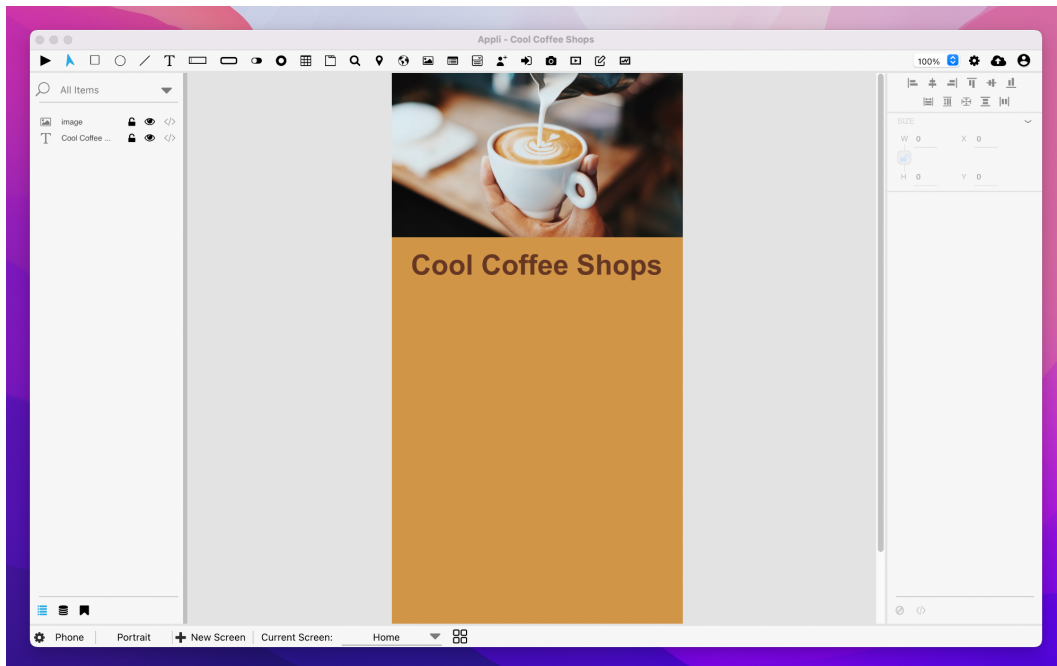 Appli - Cool Coffee Shops
T
100%
All Items
image
T Cool Coffee ...
Cool Coffee Shops
SIZE
W 0 X 0
H 0 Y 0
Phone Portrait New Screen Current Screen: Home